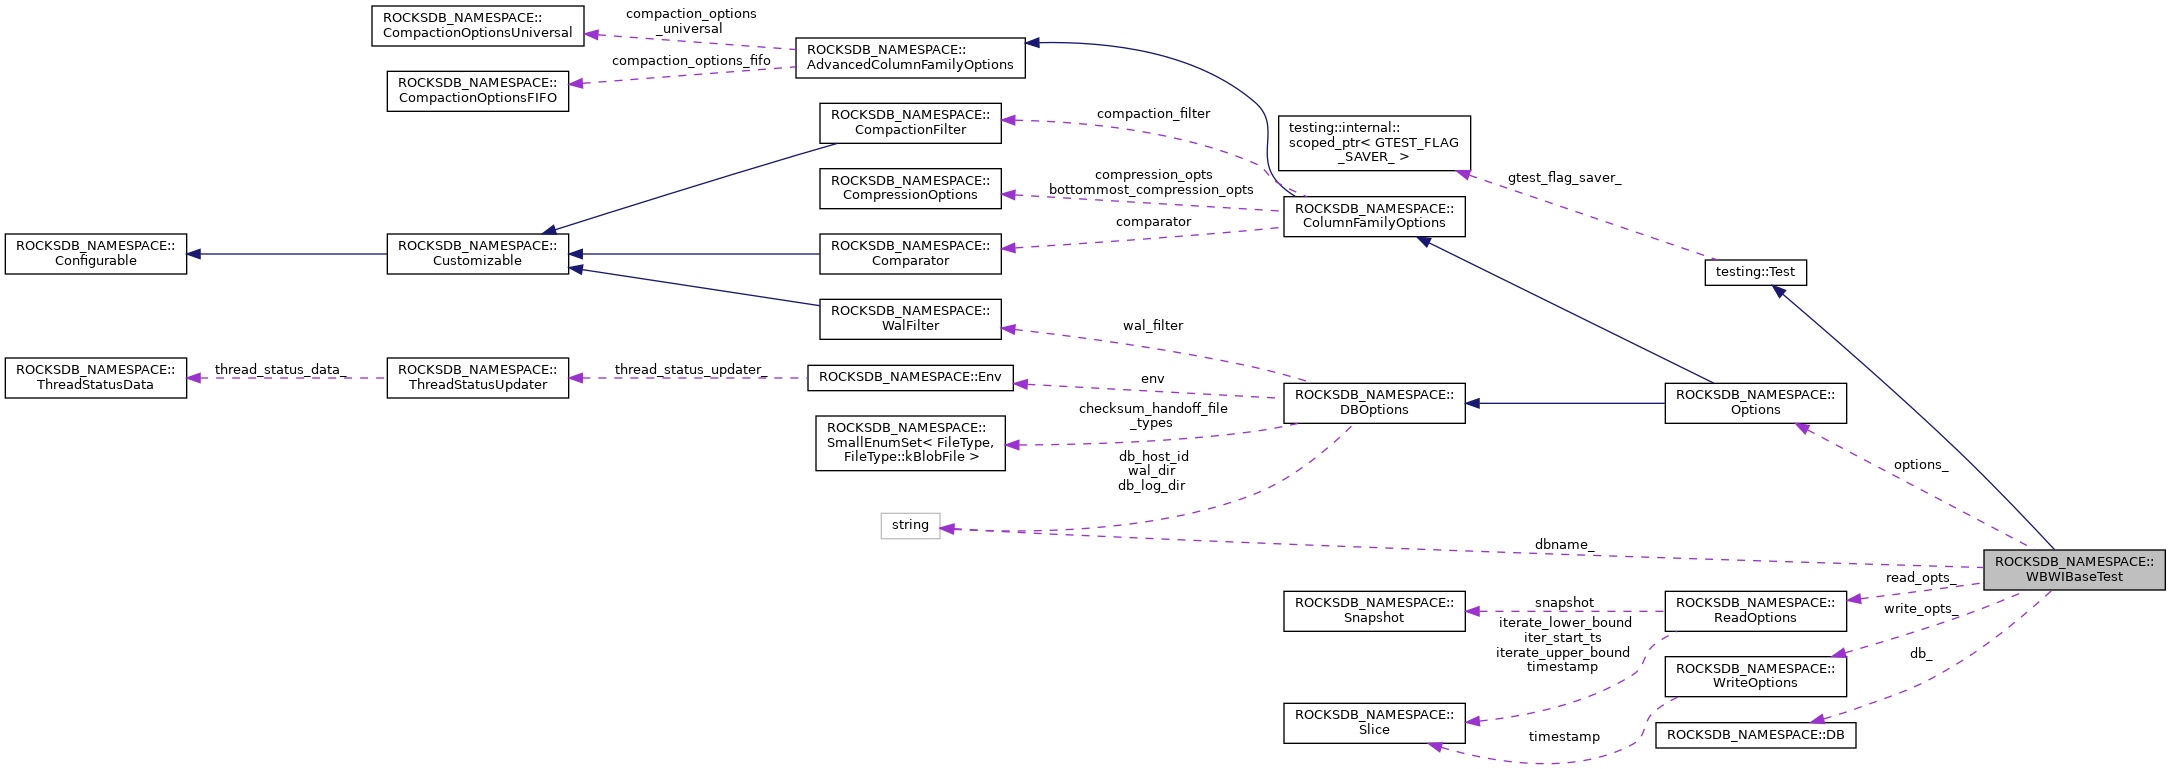 ROCKSDB_NAMESPACE::
CompactionOptionsUniversal
compaction_options
_universal
ROCKSDB_NAMESPACE::
AdvancedColumnFamilyOptions
compaction_options_fifo
ROCKSDB_NAMESPACE::
CompactionOptionsFIFO
ROCKSDB_NAMESPACE::
CompactionFilter
compaction_filter
testing::internal::
scoped_ptr< GTEST_FLAG
_SAVER_ >
gtest_flag_saver_
ROCKSDB_NAMESPACE::
CompressionOptions
compression_opts
bottommost_compression_opts
ROCKSDB_NAMESPACE::
ColumnFamilyOptions
comparator
ROCKSDB_NAMESPACE::
Configurable
ROCKSDB_NAMESPACE::
Customizable
ROCKSDB_NAMESPACE::
Comparator
testing::Test
ROCKSDB_NAMESPACE::
WalFilter
wal_filter
ROCKSDB_NAMESPACE::
ThreadStatusData
thread_status_data_
ROCKSDB_NAMESPACE::
ThreadStatusUpdater
thread_status_updater_
ROCKSDB_NAMESPACE::Env
env
ROCKSDB_NAMESPACE::
DBOptions
ROCKSDB_NAMESPACE::
Options
checksum_handoff_file
_types
ROCKSDB_NAMESPACE::
SmallEnumSet< FileType,
FileType::kBlobFile >
db_host_id
wal_dir
db_log_dir
options_
string
dbname_
ROCKSDB_NAMESPACE::
WBWIBaseTest
read_opts_
ROCKSDB_NAMESPACE::
Snapshot
snapshot
ROCKSDB_NAMESPACE::
ReadOptions
write_opts_
iterate_lower_bound
iter_start_ts
iterate_upper_bound
timestamp
db_
ROCKSDB_NAMESPACE::
WriteOptions
ROCKSDB_NAMESPACE::
Slice
timestamp
ROCKSDB_NAMESPACE::DB